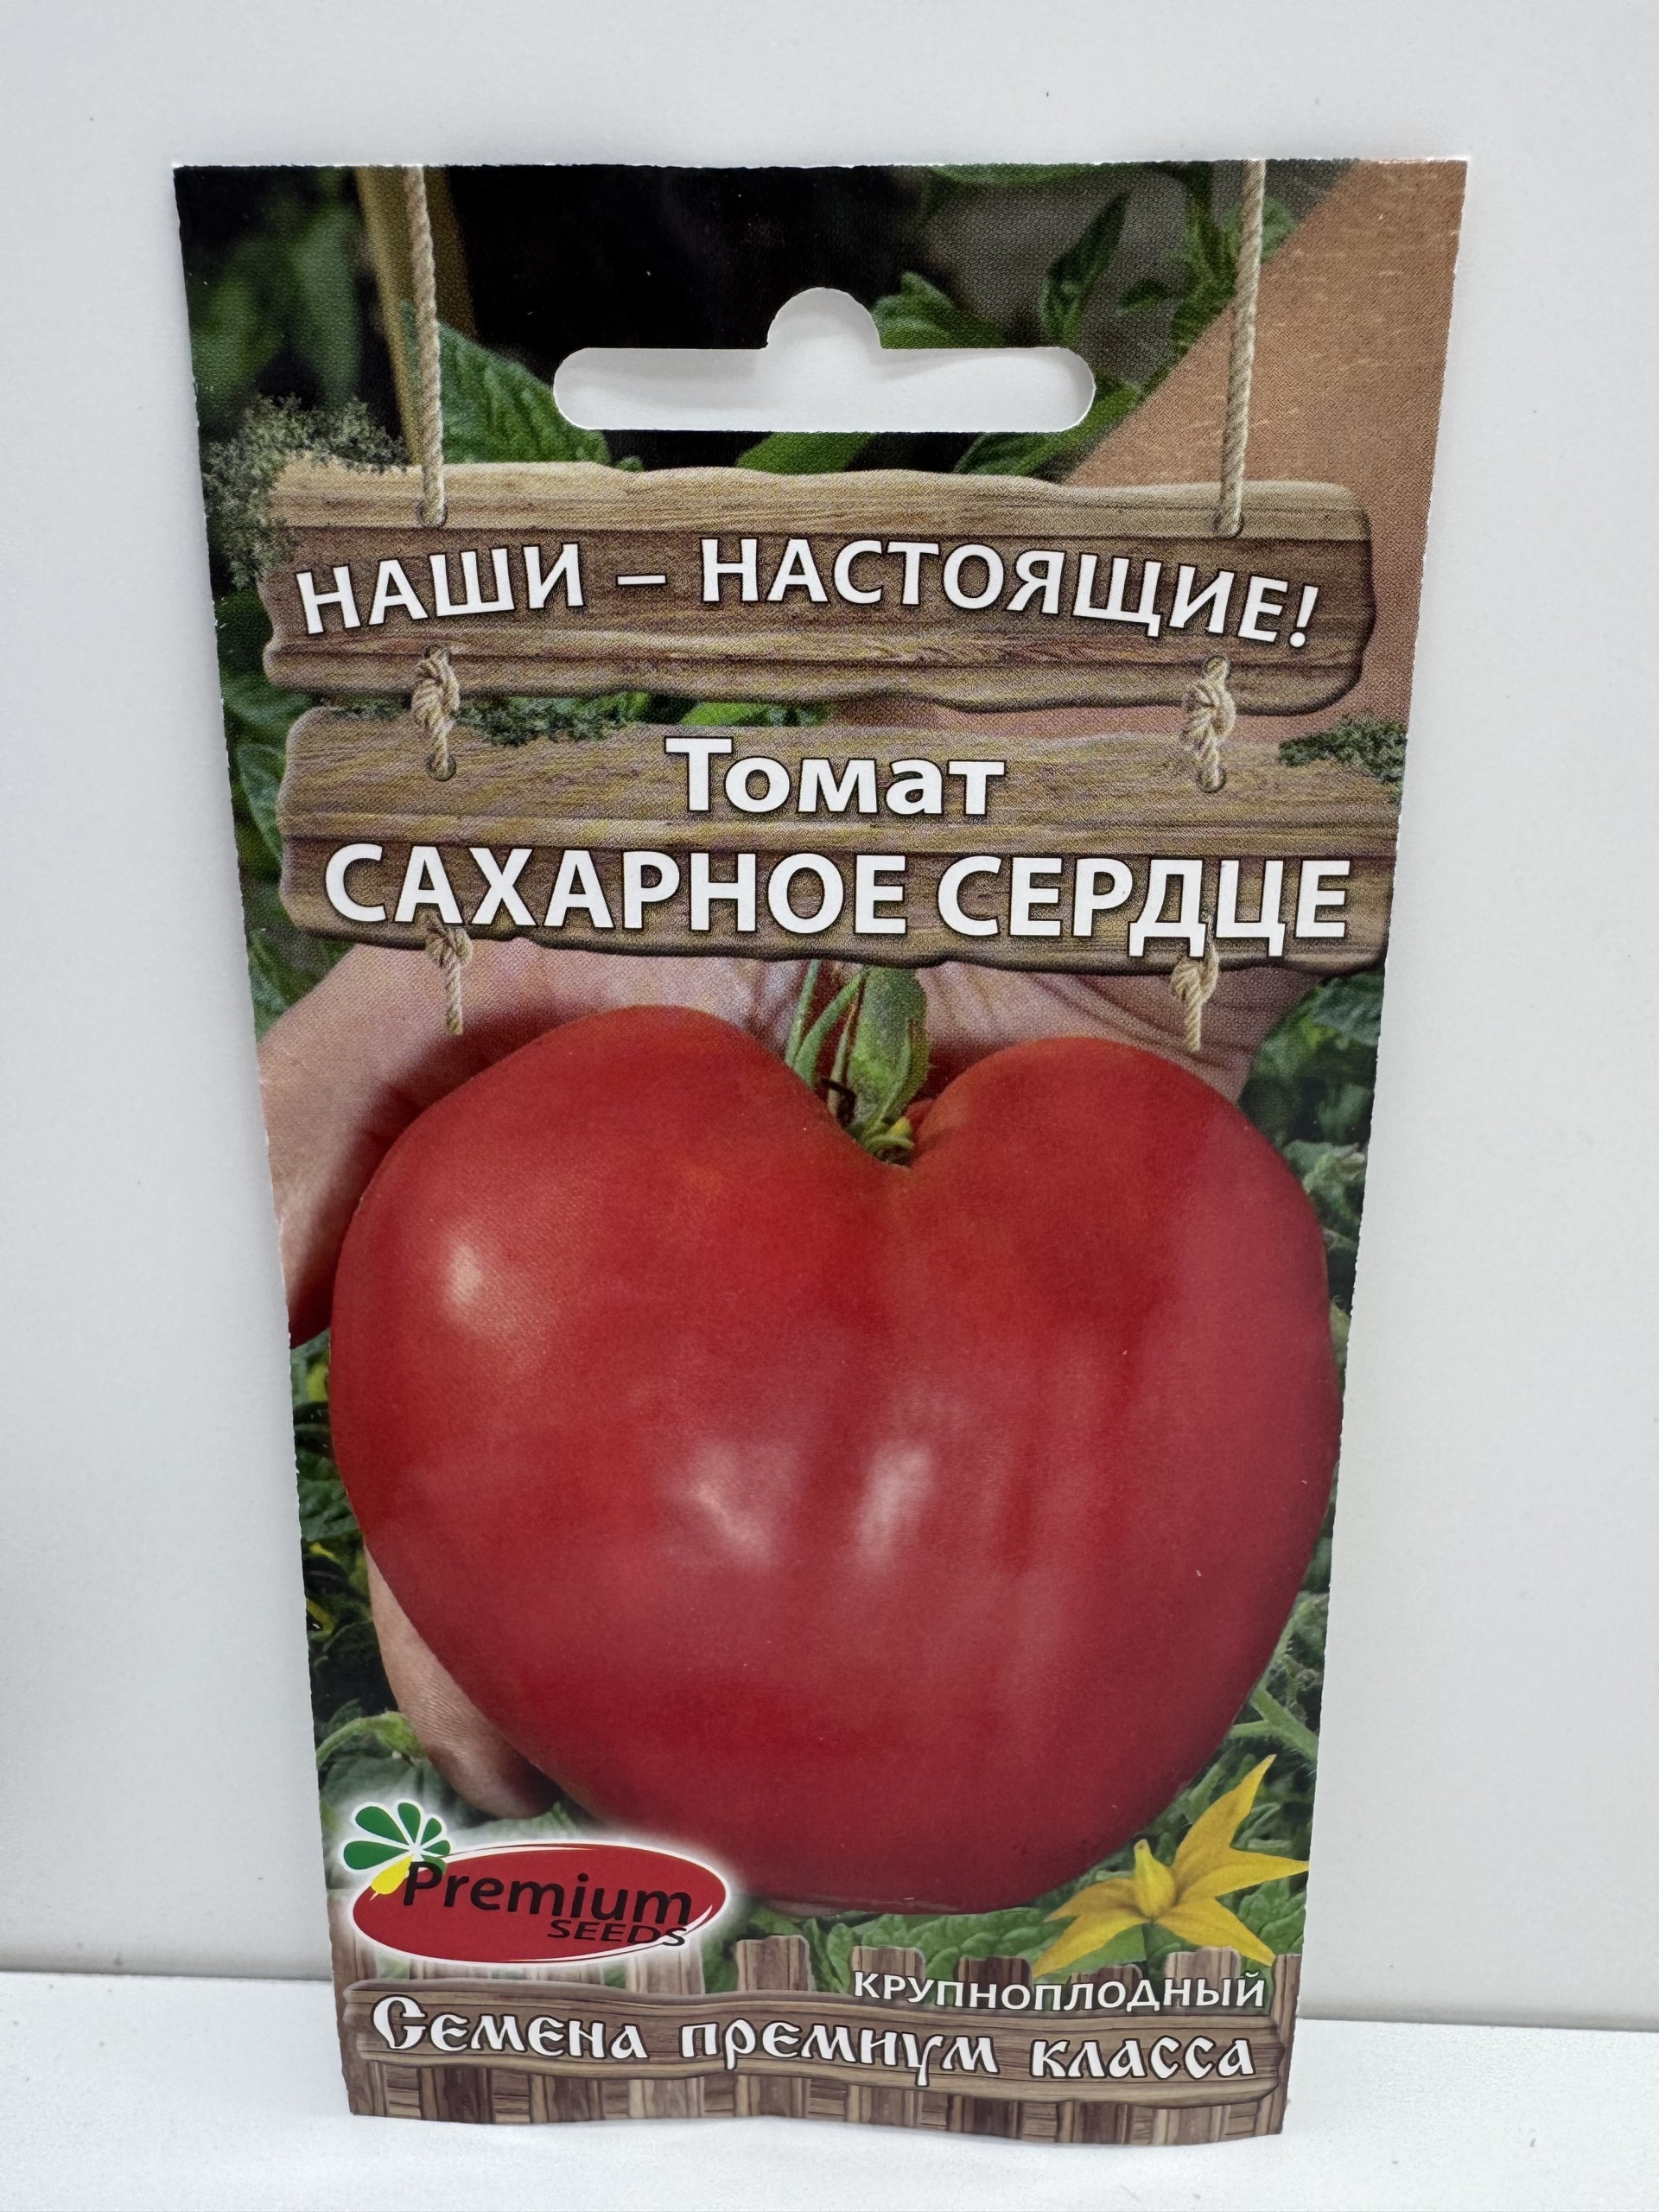 НАШИ – НАСТОЯЩИЕ!
Томат
САХАРНОЕ СЕРДЦЕ
Premium
SEEDS
КРУПНОПЛОДНЫЙ
Семена премиум класса